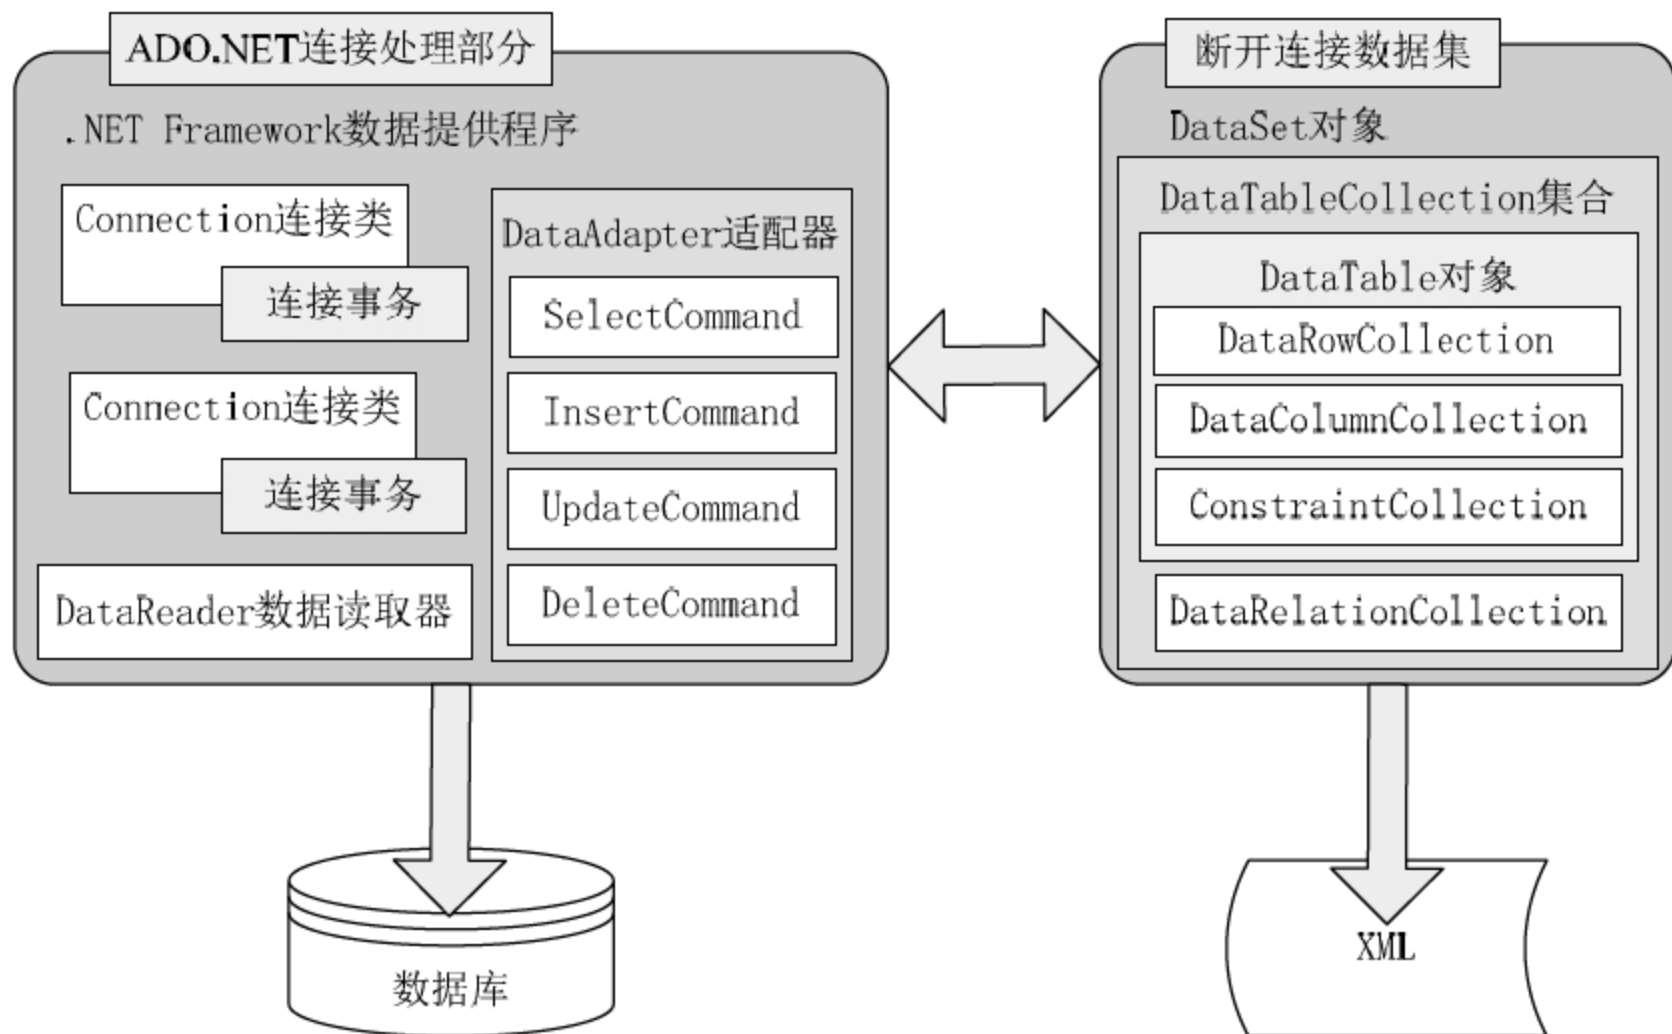 ADO.NET连接处理部分
.NET Framework数据提供程序
Connection连接类
连接事务
Connection连接类
连接事务
DataReader数据读取器
DataAdapter适配器
SelectCommand
InsertCommand
UpdateCommand
DeleteCommand
数据库
断开连接数据集
DataSet对象
DataTableCollection集合
DataTable对象
DataRowCollection
DataColumnCollection
ConstraintCollection
DataRelationCollection
XML